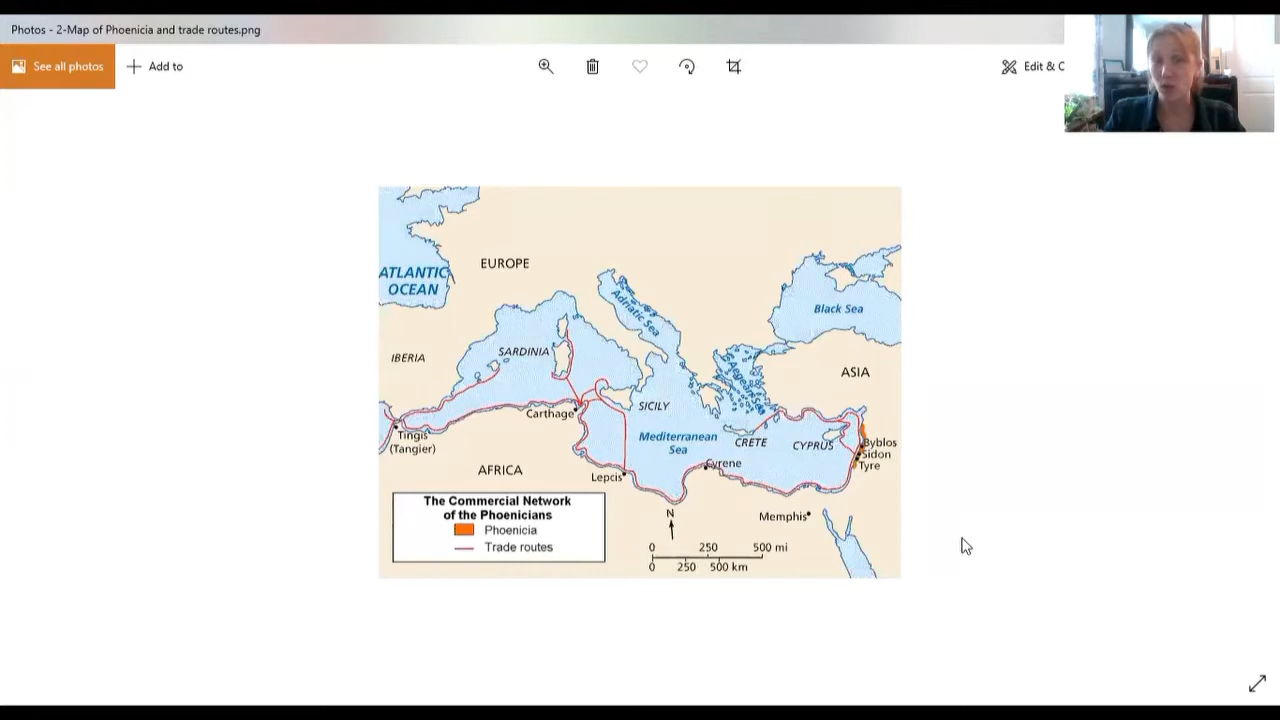 Photos - 2-Map of Phoenicia and trade routes.png
See all photos
Add to
Edit & C
ATLANTIC
OCEAN
EUROPE
Adriatic Sea
Black Sea
IBERIA
SARDINIA
Aegean Sea
ASIA
Carthage
SICILY
Tingis
(Tangier)
Mediterranean
Sea
CRETE
CYPRUS
Byblos
Sidon
Tyre
AFRICA
Lepcis
Cyrene
Memphis
The Commercial Network
of the Phoenicians
Phoenicia
Trade routes
N
0 250 500 mi
0 250 500 km